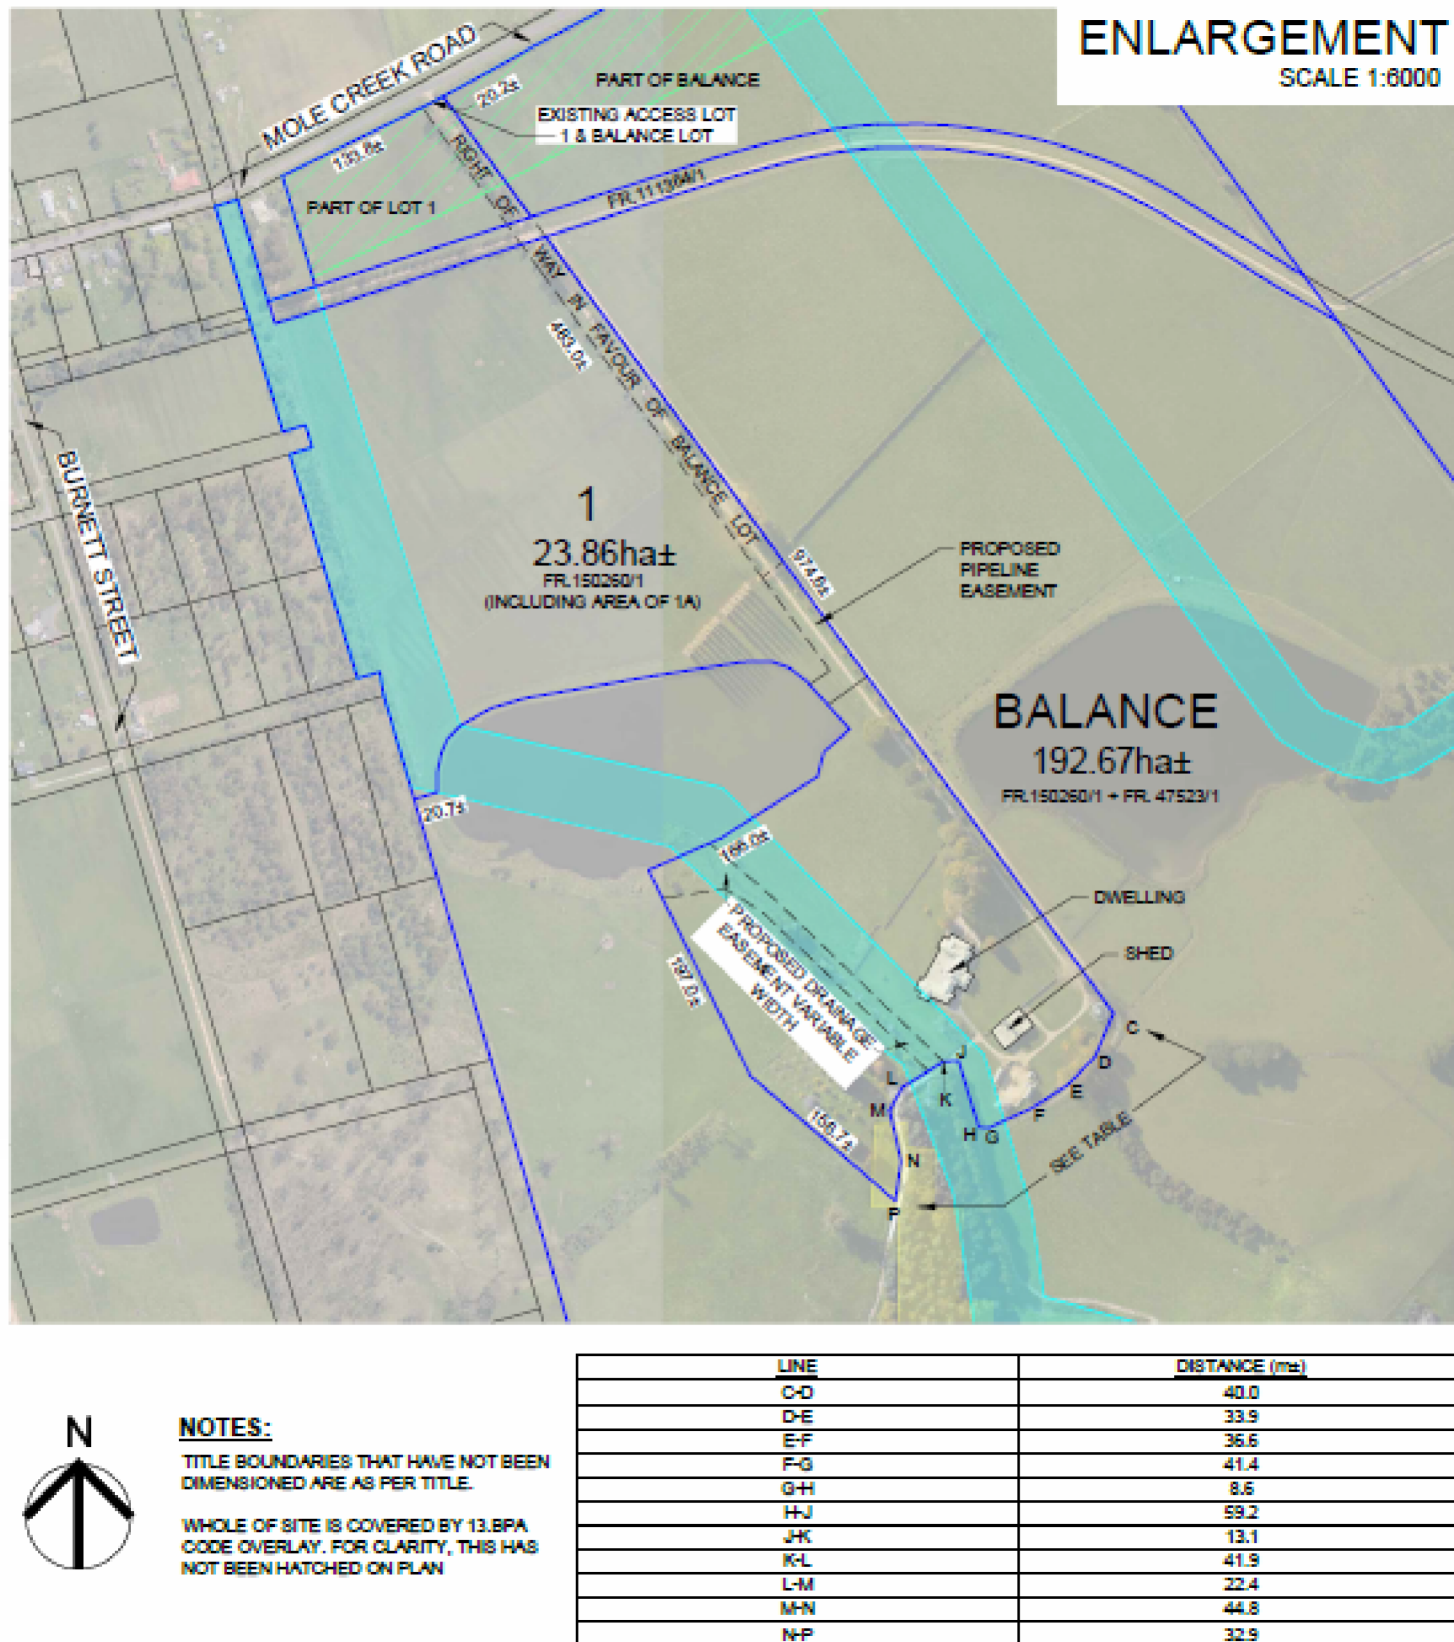 ENLARGEMENT
SCALE 1:6000
MOLE CREEK ROAD
20.2±
PART OF BALANCE
EXISTING ACCESS LOT
1 & BALANCE LOT
133.8±
PART OF LOT 1
FR.111364/1
RIGHT OF WAY IN FAVOUR OF BALANCE LOT
483.0±
BURNETT STREET
1
23.86ha±
FR.150260/1
(INCLUDING AREA OF 1A)
974.8±
PROPOSED
PIPELINE
EASEMENT
BALANCE
192.67ha±
FR.150260/1 + FR. 47523/1
20.7±
166.0±
DWELLING
SHED
PROPOSED DRAINAGE
EASEMENT VARIABLE
WIDTH
197.0±
C
D
E
F
G
H
J
K
L
M
N
P
156.7±
SEE TABLE
N
NOTES:
TITLE BOUNDARIES THAT HAVE NOT BEEN
DIMENSIONED ARE AS PER TITLE.
WHOLE OF SITE IS COVERED BY 13.BPA
CODE OVERLAY. FOR CLARITY, THIS HAS
NOT BEEN HATCHED ON PLAN
LINE DISTANCE (m±)
C-D 40.0
D-E 33.9
E-F 36.6
F-G 41.4
G-H 8.6
H-J 59.2
J-K 13.1
K-L 41.9
L-M 22.4
M-N 44.8
N-P 32.9